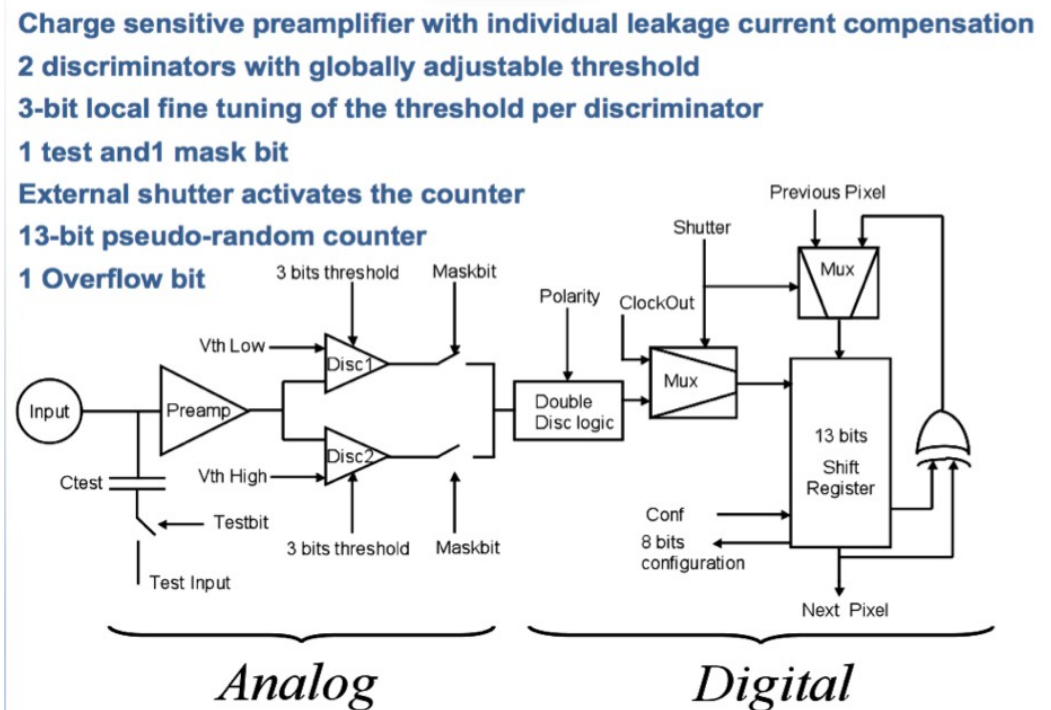 Charge sensitive preamplifier with individual leakage current compensation
2 discriminators with globally adjustable threshold
3-bit local fine tuning of the threshold per discriminator
1 test and1 mask bit
External shutter activates the counter
13-bit pseudo-random counter
1 Overflow bit
Previous Pixel
Shutter
Mux
3 bits threshold
Maskbit
Polarity
ClockOut
Vth Low
Disc1
Mux
Input
Preamp
Double
Disc logic
13 bits
Shift
Register
Disc2
Ctest
Vth High
Testbit
Conf
8 bits
configuration
3 bits threshold
Maskbit
Test Input
Next Pixel
Analog
Digital